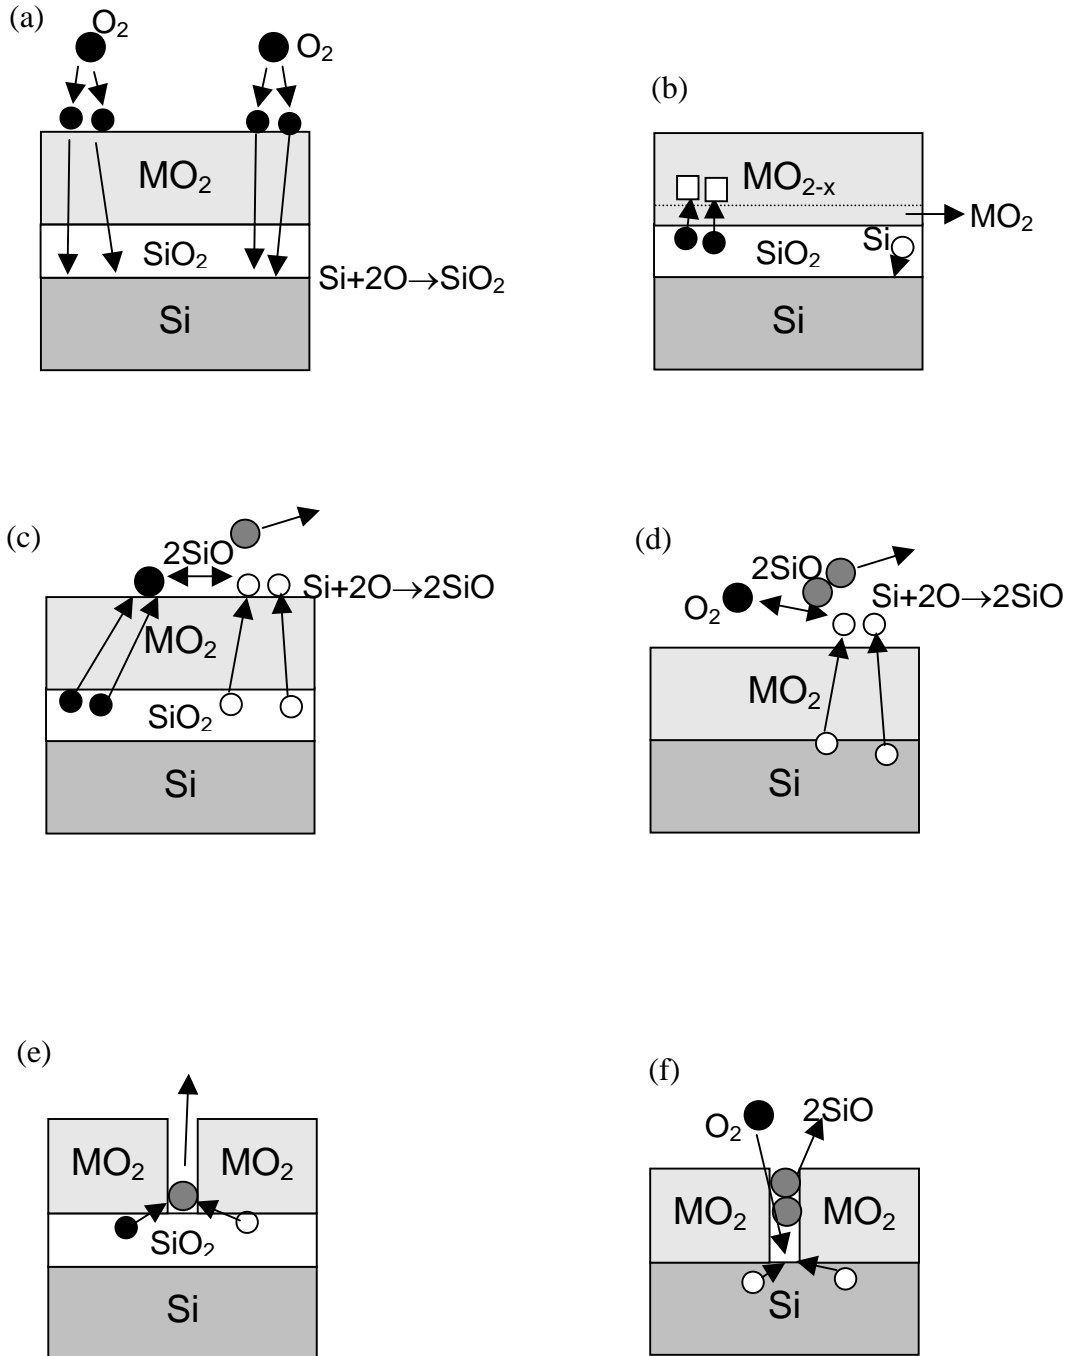 (a)
O₂
O₂
MO₂
SiO₂
Si+2O→SiO₂
Si
(b)
MO₂₋ₓ
MO₂
Si
SiO₂
Si
(c)
2SiO
Si+2O→2SiO
MO₂
SiO₂
Si
(d)
2SiO
O₂
Si+2O→2SiO
MO₂
Si
(e)
MO₂
MO₂
SiO₂
Si
(f)
O₂
2SiO
MO₂
MO₂
Si